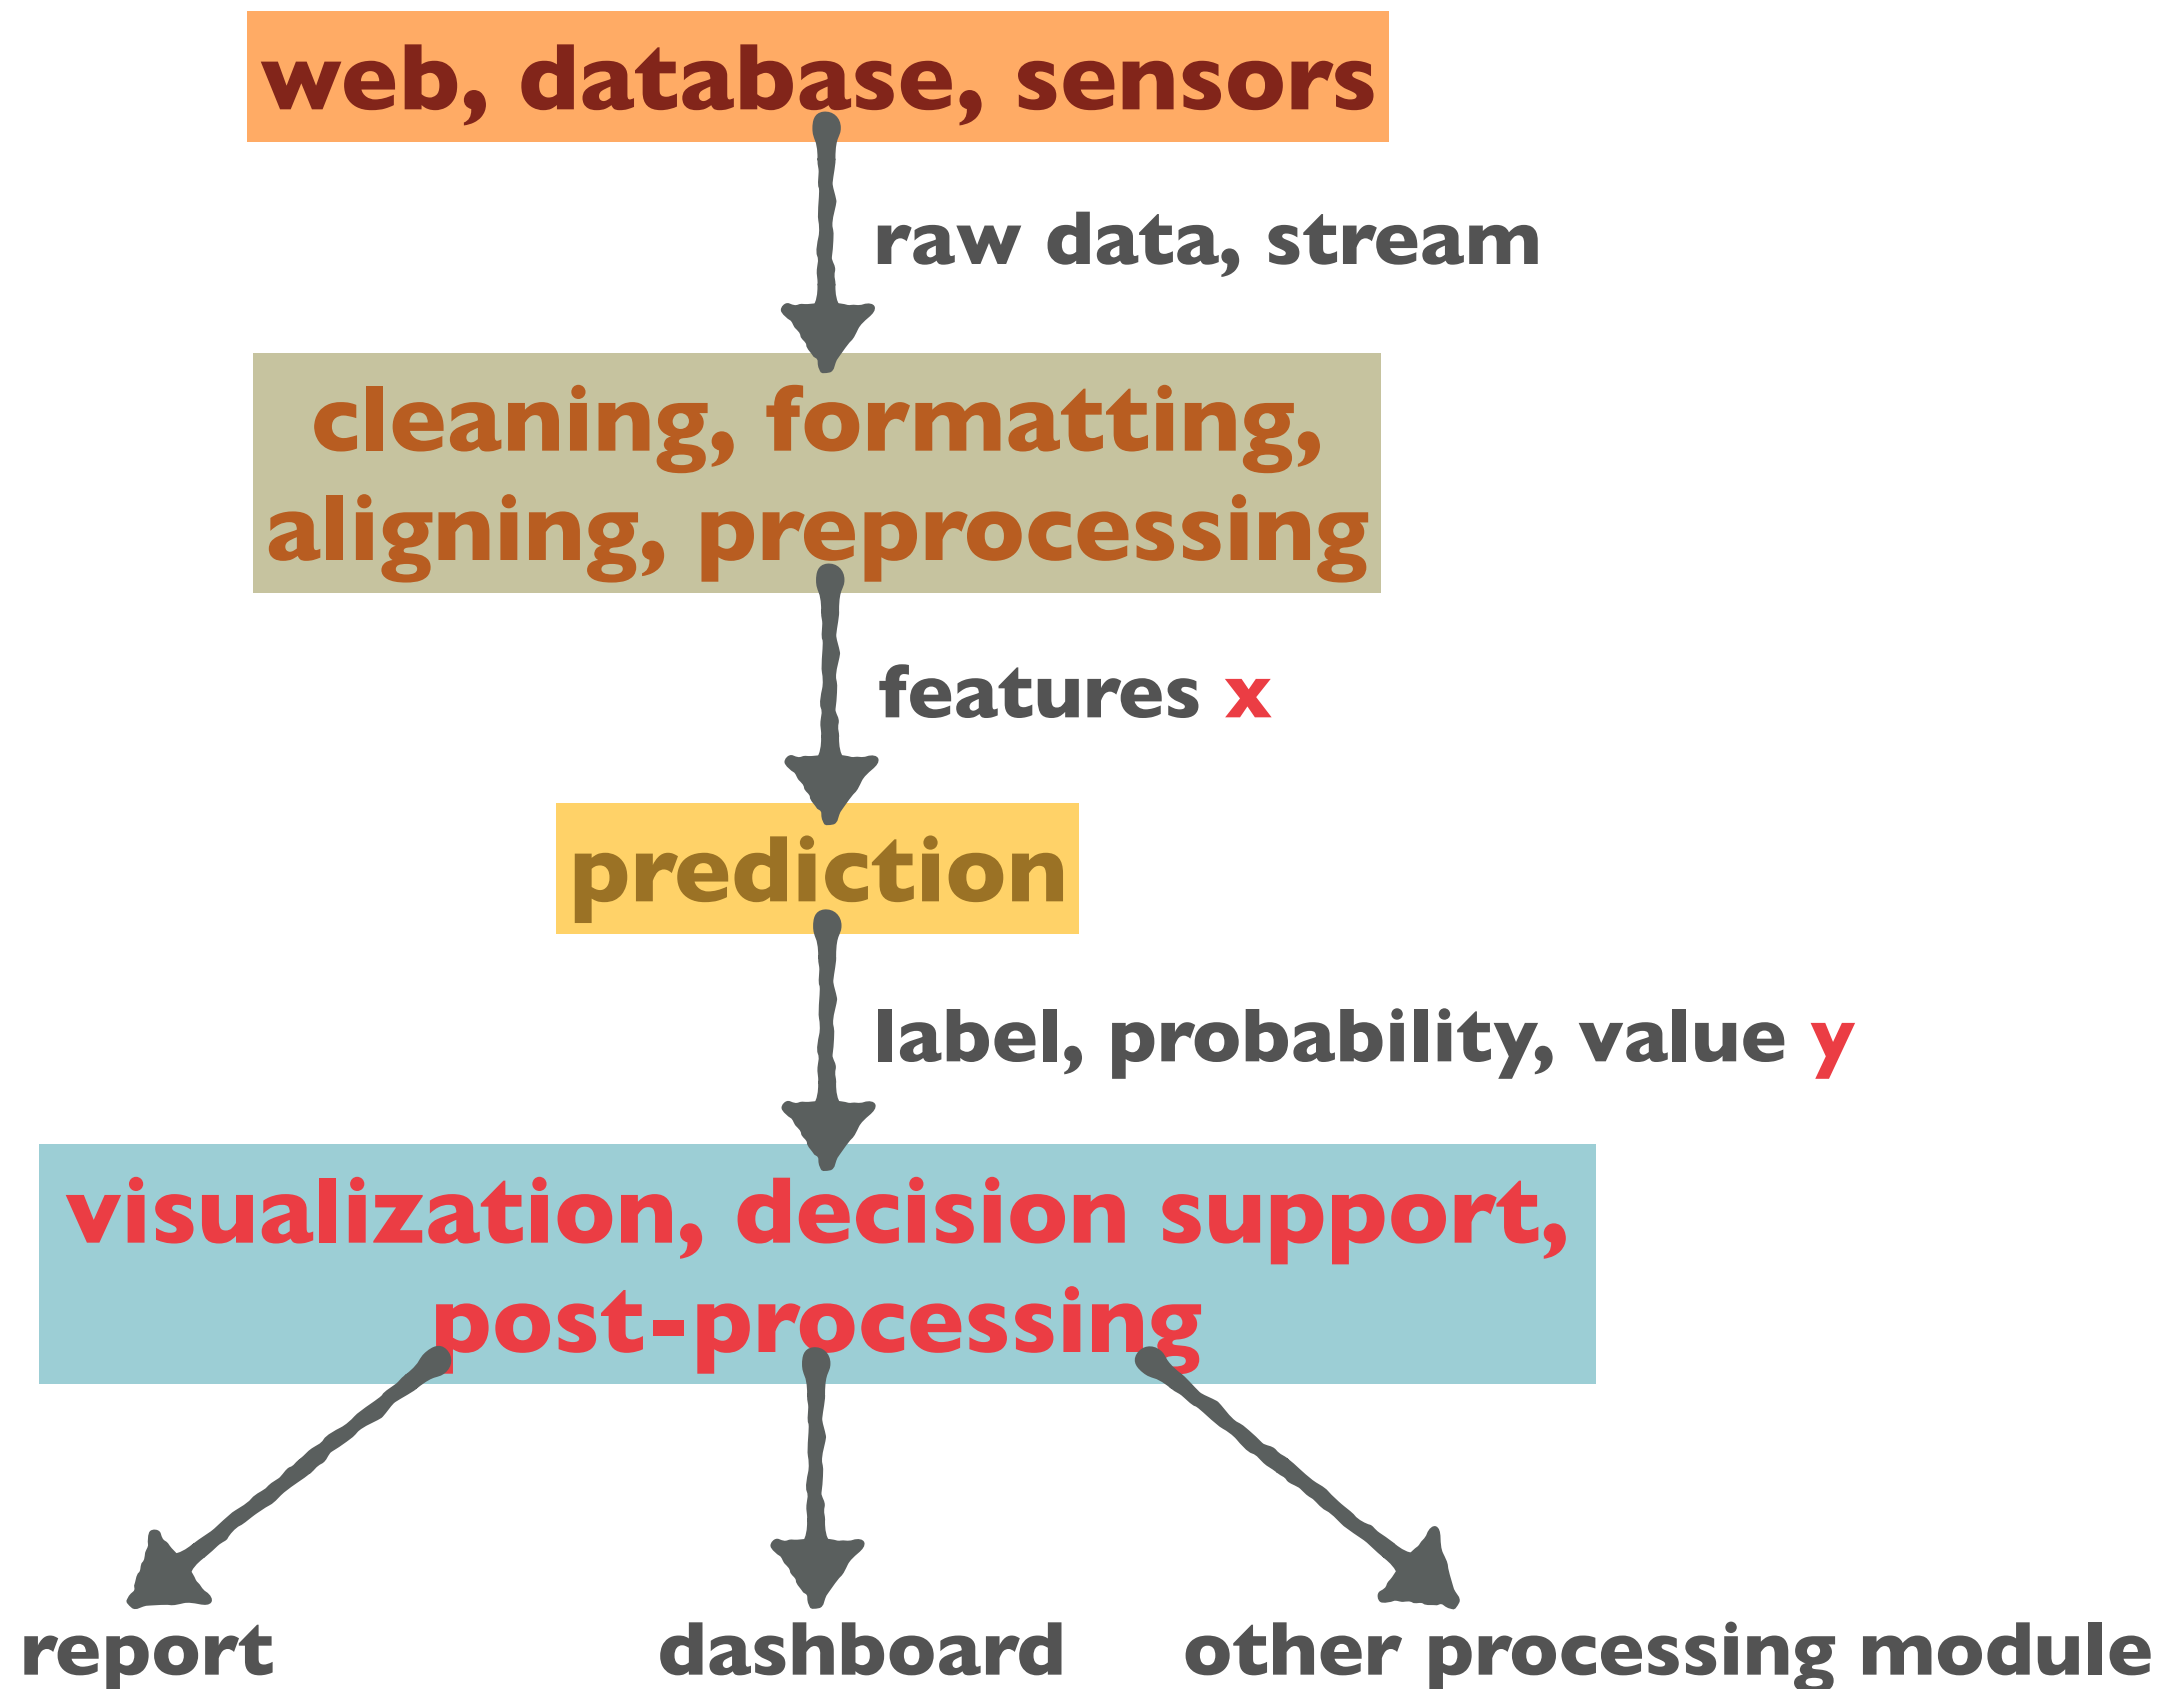 web, database, sensors
raw data, stream
cleaning, formatting,
aligning, preprocessing
features x
prediction
label, probability, value y
visualization, decision support,
post-processing
report
dashboard
other processing module